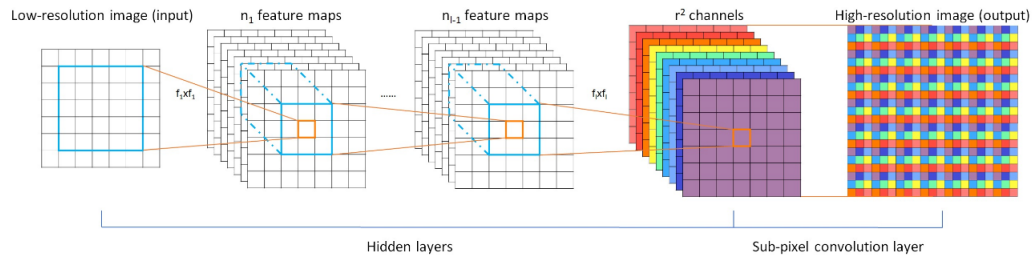 Low-resolution image (input)
n₁ feature maps
nₗ₋₁ feature maps
r² channels
High-resolution image (output)
f₁xf₁
......
fₗxfₗ
Hidden layers
Sub-pixel convolution layer